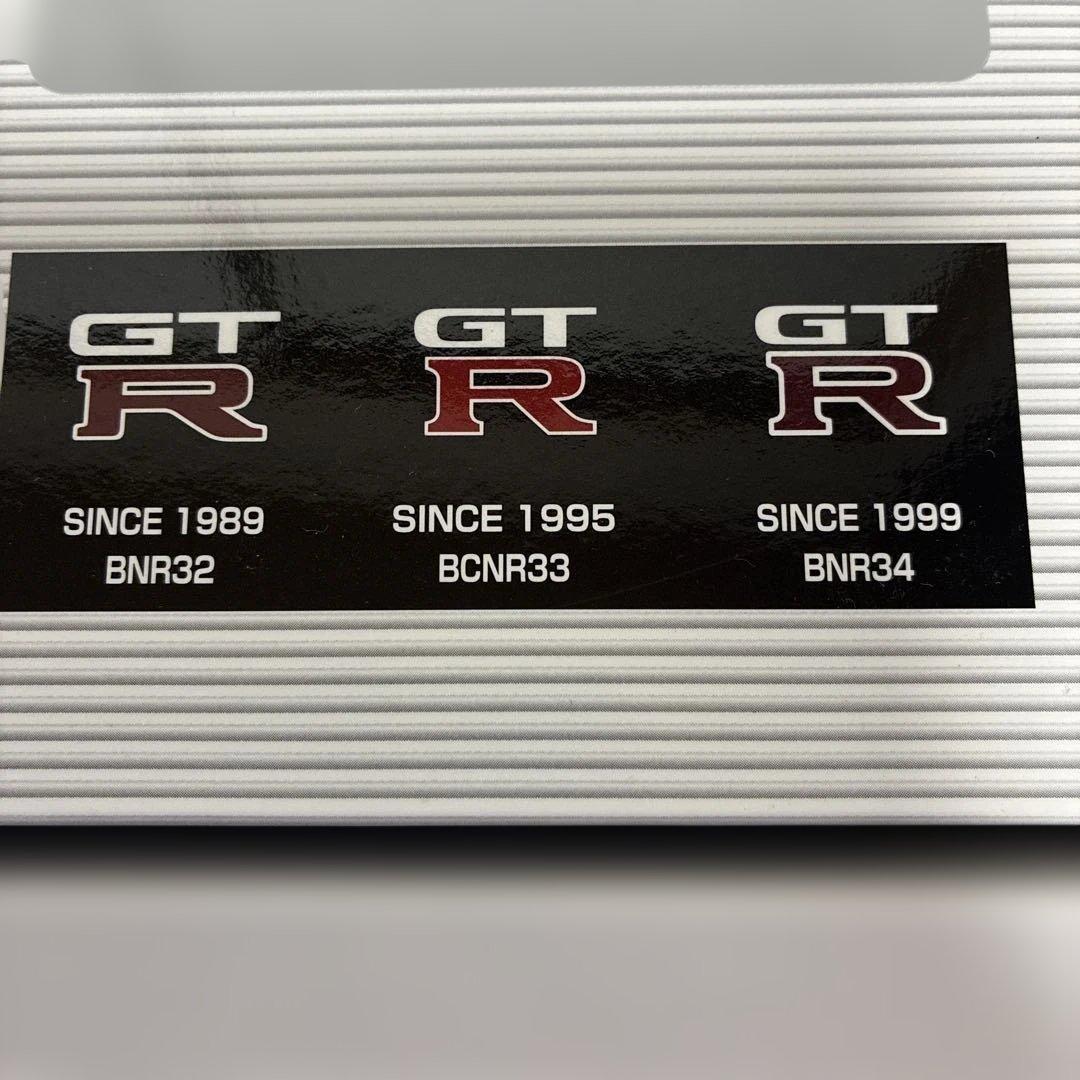 GT
R
SINCE 1989
BNR32
GT
R
SINCE 1995
BCNR33
GT
R
SINCE 1999
BNR34